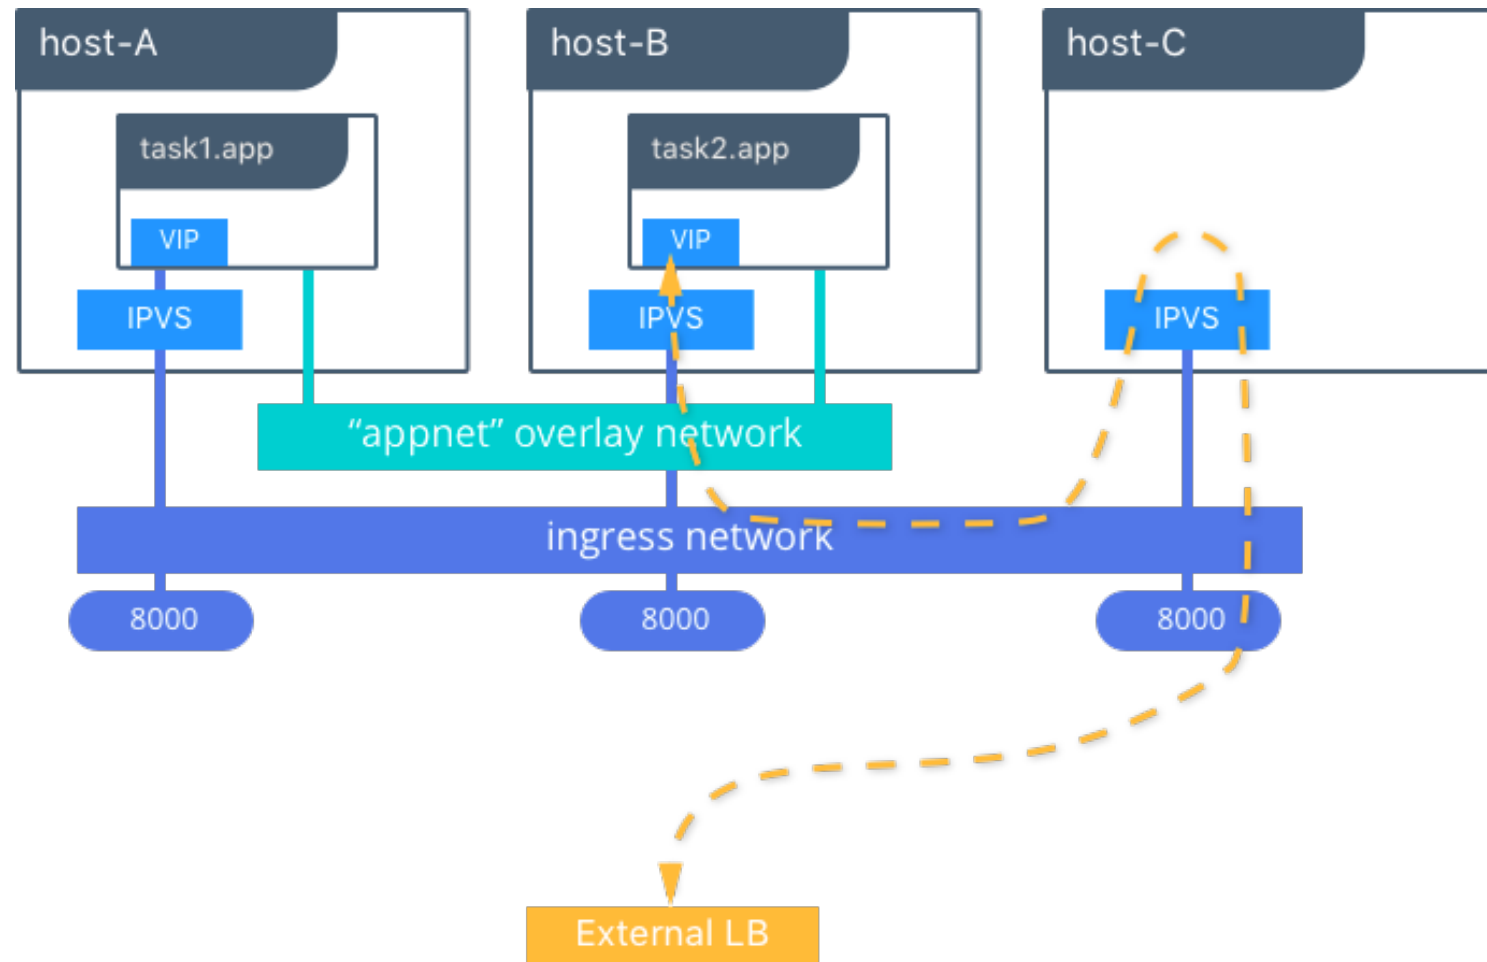 host-A
host-B
host-C
task1.app
task2.app
VIP
VIP
IPVS
IPVS
IPVS
“appnet” overlay network
ingress network
8000
8000
8000
External LB